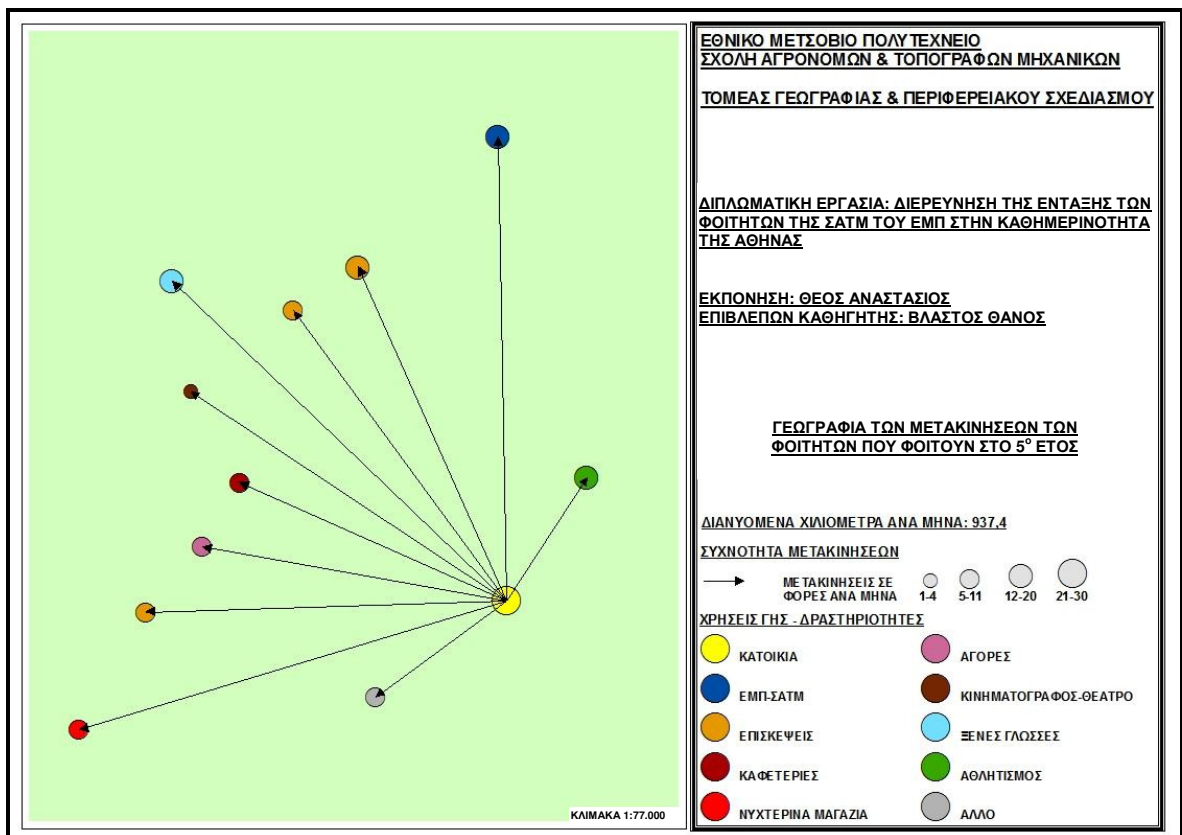 ΕΘΝΙΚΟ ΜΕΤΣΟΒΙΟ ΠΟΛΥΤΕΧΝΕΙΟ
ΣΧΟΛΗ ΑΓΡΟΝΟΜΩΝ & ΤΟΠΟΓΡΑΦΩΝ ΜΗΧΑΝΙΚΩΝ
ΤΟΜΕΑΣ ΓΕΩΓΡΑΦΙΑΣ & ΠΕΡΙΦΕΡΕΙΑΚΟΥ ΣΧΕΔΙΑΣΜΟΥ
ΔΙΠΛΩΜΑΤΙΚΗ ΕΡΓΑΣΙΑ: ΔΙΕΡΕΥΝΗΣΗ ΤΗΣ ΕΝΤΑΞΗΣ ΤΩΝ
ΦΟΙΤΗΤΩΝ ΤΗΣ ΣΑΤΜ ΤΟΥ ΕΜΠ ΣΤΗΝ ΚΑΘΗΜΕΡΙΝΟΤΗΤΑ
ΤΗΣ ΑΘΗΝΑΣ
ΕΚΠΟΝΗΣΗ: ΘΕΟΣ ΑΝΑΣΤΑΣΙΟΣ
ΕΠΙΒΛΕΠΩΝ ΚΑΘΗΓΗΤΗΣ: ΒΛΑΣΤΟΣ ΘΑΝΟΣ
ΓΕΩΓΡΑΦΙΑ ΤΩΝ ΜΕΤΑΚΙΝΗΣΕΩΝ ΤΩΝ
ΦΟΙΤΗΤΩΝ ΠΟΥ ΦΟΙΤΟΥΝ ΣΤΟ 5ο ΕΤΟΣ
ΔΙΑΝΥΟΜΕΝΑ ΧΙΛΙΟΜΕΤΡΑ ΑΝΑ ΜΗΝΑ: 937,4
ΣΥΧΝΟΤΗΤΑ ΜΕΤΑΚΙΝΗΣΕΩΝ
ΜΕΤΑΚΙΝΗΣΕΙΣ ΣΕ
ΦΟΡΕΣ ΑΝΑ ΜΗΝΑ 1-4 5-11 12-20 21-30
ΧΡΗΣΕΙΣ ΓΗΣ - ΔΡΑΣΤΗΡΙΟΤΗΤΕΣ
ΚΑΤΟΙΚΙΑ ΑΓΟΡΕΣ
ΕΜΠ-ΣΑΤΜ ΚΙΝΗΜΑΤΟΓΡΑΦΟΣ-ΘΕΑΤΡΟ
ΕΠΙΣΚΕΨΕΙΣ ΞΕΝΕΣ ΓΛΩΣΣΕΣ
ΚΑΦΕΤΕΡΙΕΣ ΑΘΛΗΤΙΣΜΟΣ
ΝΥΧΤΕΡΙΝΑ ΜΑΓΑΖΙΑ ΑΛΛΟ
ΚΛΙΜΑΚΑ 1:77.000